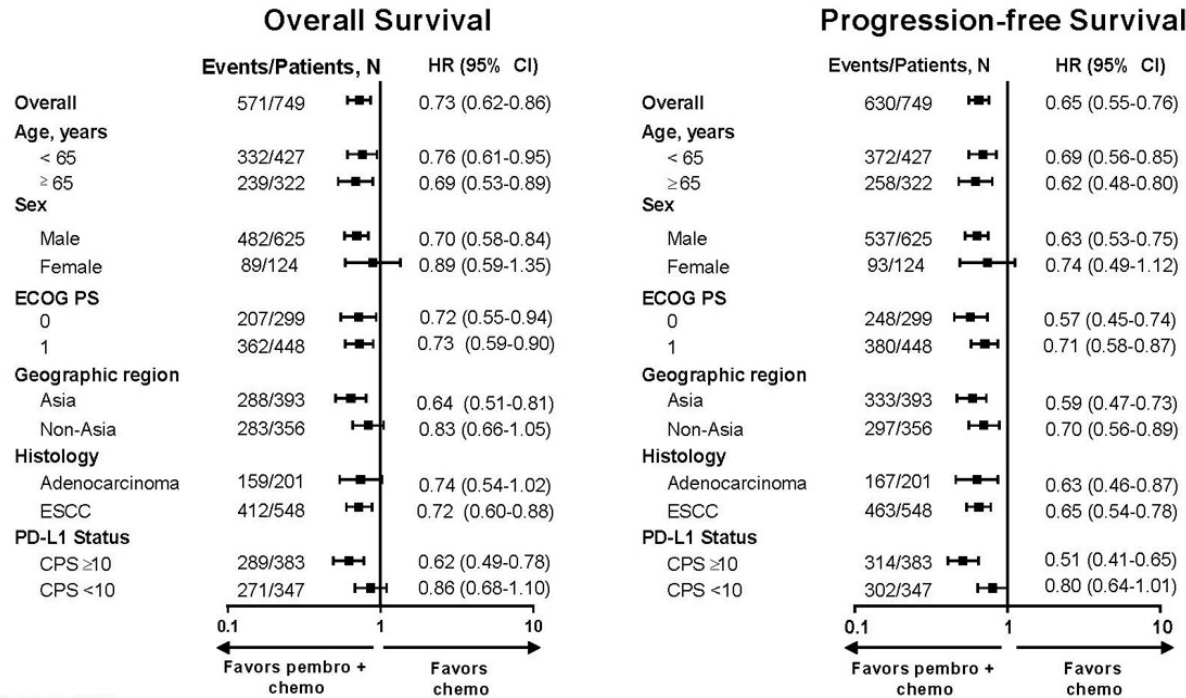 Overall Survival
Events/Patients, N HR (95% CI)
Overall 571/749 0.73 (0.62-0.86)
Age, years
< 65 332/427 0.76 (0.61-0.95)
≥ 65 239/322 0.69 (0.53-0.89)
Sex
Male 482/625 0.70 (0.58-0.84)
Female 89/124 0.89 (0.59-1.35)
ECOG PS
0 207/299 0.72 (0.55-0.94)
1 362/448 0.73 (0.59-0.90)
Geographic region
Asia 288/393 0.64 (0.51-0.81)
Non-Asia 283/356 0.83 (0.66-1.05)
Histology
Adenocarcinoma 159/201 0.74 (0.54-1.02)
ESCC 412/548 0.72 (0.60-0.88)
PD-L1 Status
CPS ≥10 289/383 0.62 (0.49-0.78)
CPS <10 271/347 0.86 (0.68-1.10)
0.1 1 10
Favors pembro + Favors
chemo chemo
Progression-free Survival
Events/Patients, N HR (95% CI)
Overall 630/749 0.65 (0.55-0.76)
Age, years
< 65 372/427 0.69 (0.56-0.85)
≥65 258/322 0.62 (0.48-0.80)
Sex
Male 537/625 0.63 (0.53-0.75)
Female 93/124 0.74 (0.49-1.12)
ECOG PS
0 248/299 0.57 (0.45-0.74)
1 380/448 0.71 (0.58-0.87)
Geographic region
Asia 333/393 0.59 (0.47-0.73)
Non-Asia 297/356 0.70 (0.56-0.89)
Histology
Adenocarcinoma 167/201 0.63 (0.46-0.87)
ESCC 463/548 0.65 (0.54-0.78)
PD-L1 Status
CPS ≥10 314/383 0.51 (0.41-0.65)
CPS <10 302/347 0.80 (0.64-1.01)
0.1 1 10
Favors pembro + Favors
chemo chemo